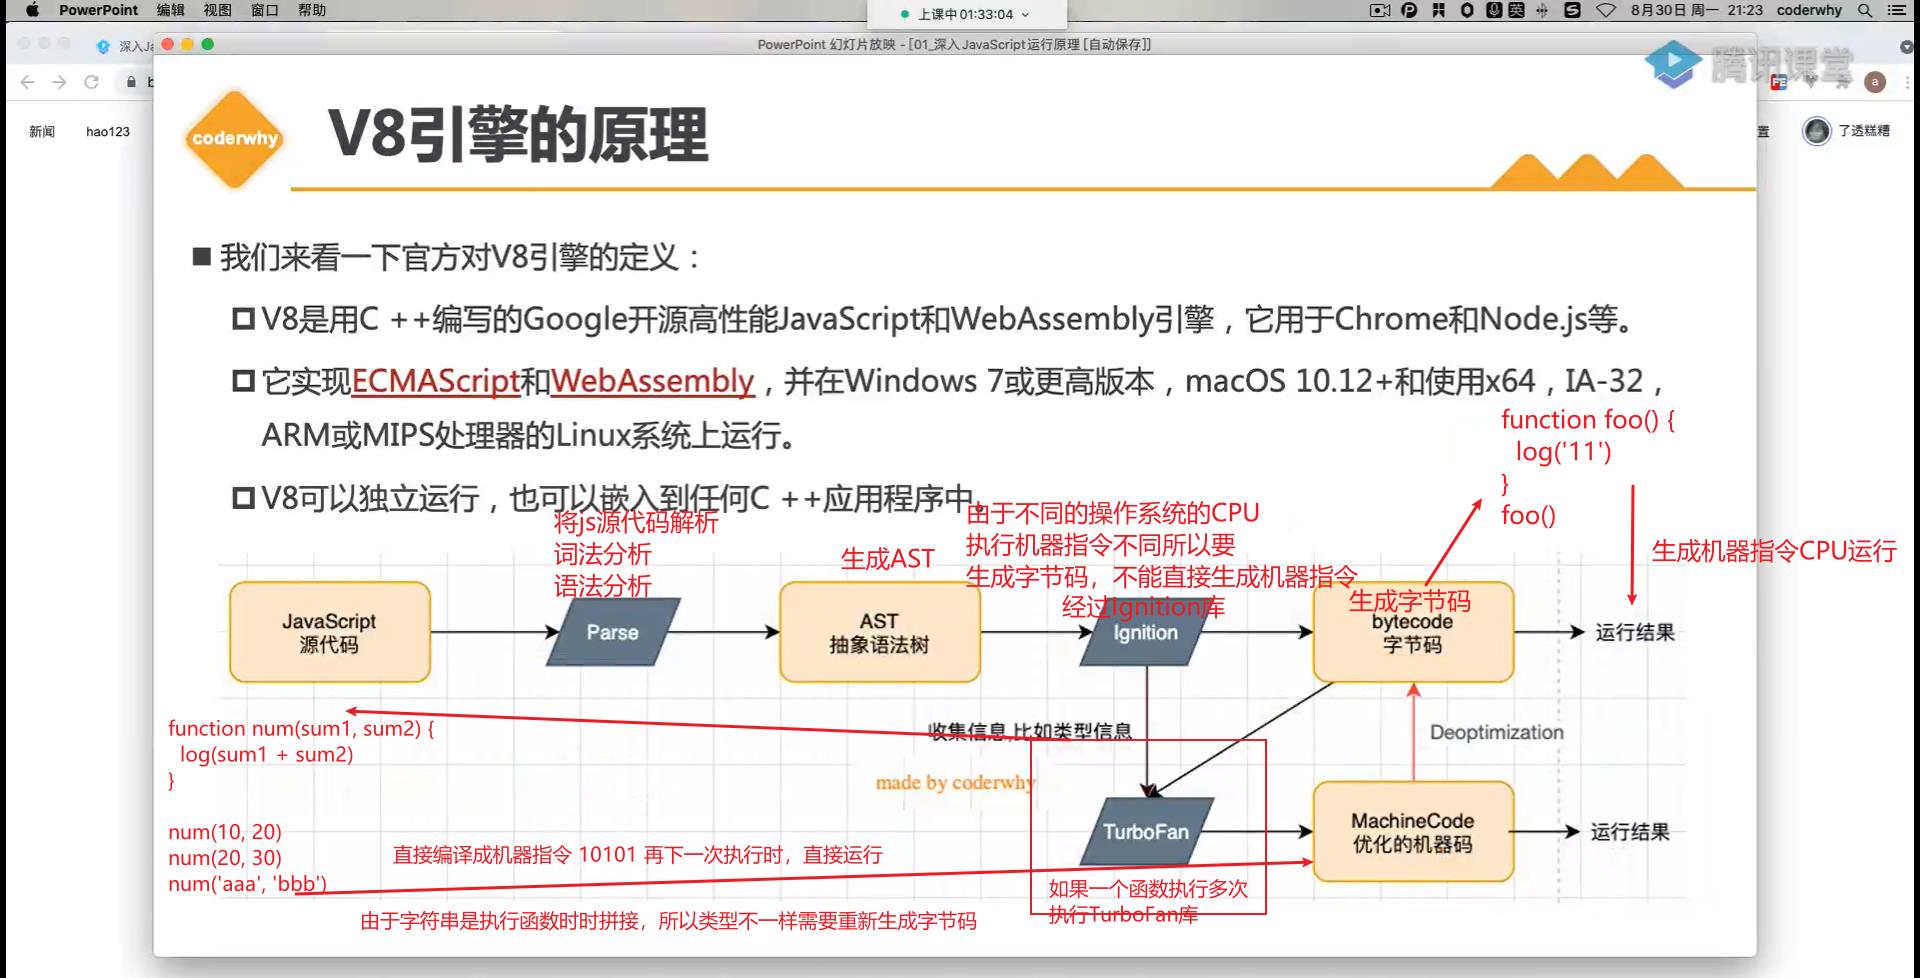 PowerPoint 编辑 视图 窗口 帮助
上课中 01:33:04
8月30日 周一 21:23 coderwhy
PowerPoint 幻灯片放映 - [01_深入JavaScript运行原理 [自动保存]]
腾讯课堂
新闻 hao123
置 了透糕糟
coderwhy
V8引擎的原理
我们来看一下官方对V8引擎的定义：
V8是用C ++编写的Google开源高性能JavaScript和WebAssembly引擎，它用于Chrome和Node.js等。
它实现ECMAScript和WebAssembly，并在Windows 7或更高版本，macOS 10.12+和使用x64，IA-32，
ARM或MIPS处理器的Linux系统上运行。
V8可以独立运行，也可以嵌入到任何C ++应用程序中。
function foo() {
log('11')
}
foo()
生成机器指令CPU运行
将js源代码解析
词法分析
语法分析
生成AST
由于不同的操作系统的CPU
执行机器指令不同所以要
生成字节码，不能直接生成机器指令
经过Ignition库
生成字节码
JavaScript
源代码
Parse
AST
抽象语法树
Ignition
bytecode
字节码
运行结果
收集信息,比如类型信息
Deoptimization
made by coderwhy
function num(sum1, sum2) {
log(sum1 + sum2)
}
num(10, 20)
num(20, 30)
num('aaa', 'bbb')
TurboFan
MachineCode
优化的机器码
运行结果
直接编译成机器指令 10101 再下一次执行时，直接运行
如果一个函数执行多次
执行TurboFan库
由于字符串是执行函数时时拼接，所以类型不一样需要重新生成字节码